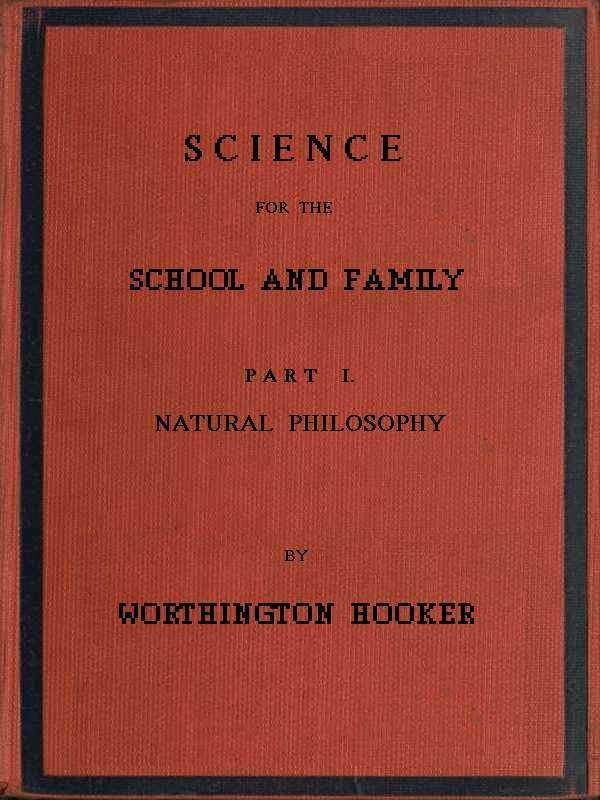 SCIENCE
FOR THE
SCHOOL AND FAMILY
PART I.
NATURAL PHILOSOPHY
BY
WORTHINGTON HOOKER